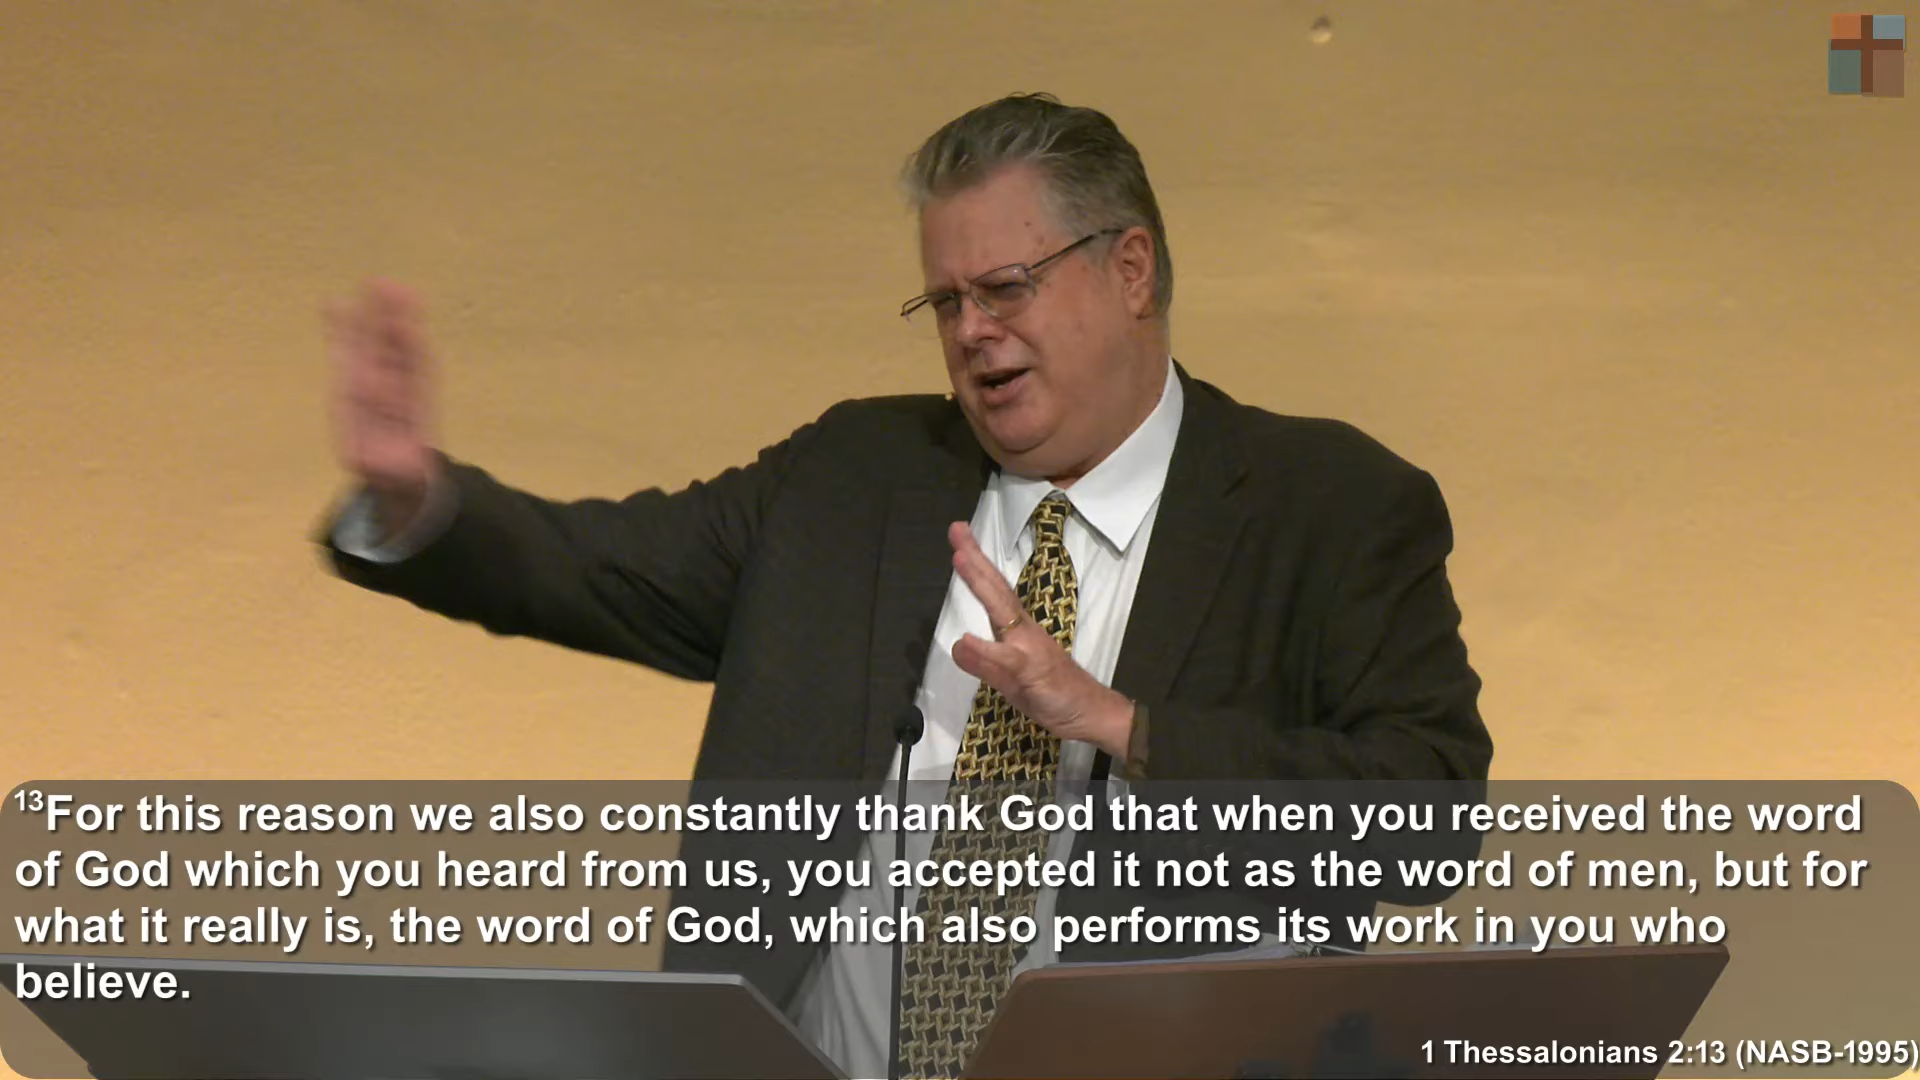 ¹³For this reason we also constantly thank God that when you received the word
of God which you heard from us, you accepted it not as the word of men, but for
what it really is, the word of God, which also performs its work in you who
believe.
1 Thessalonians 2:13 (NASB-1995)